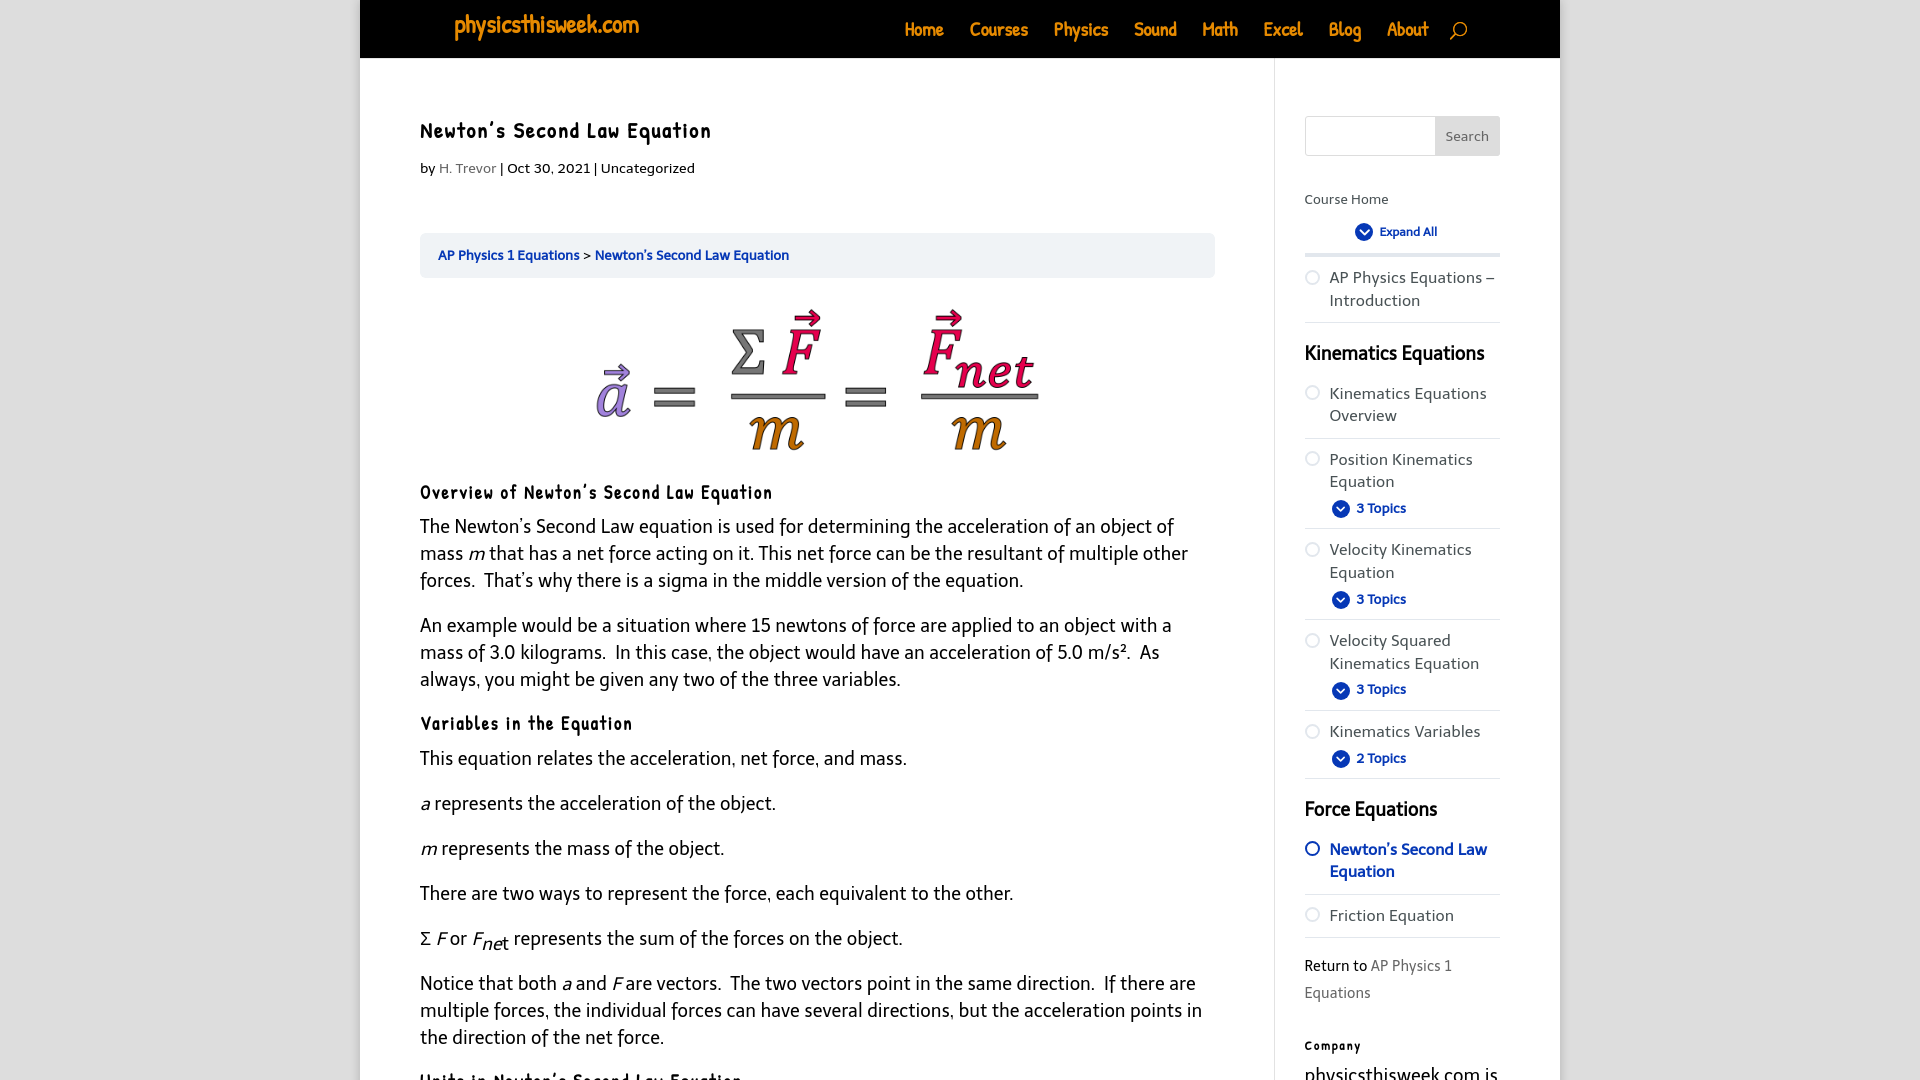 physicsthisweek.com
Home Courses Physics Sound Math Excel Blog About
Newton’s Second Law Equation
by H. Trevor | Oct 30, 2021 | Uncategorized
AP Physics 1 Equations > Newton’s Second Law Equation
a⃗ = Σ F⃗ / m = F⃗net / m
Overview of Newton’s Second Law Equation
The Newton’s Second Law equation is used for determining the acceleration of an object of
mass m that has a net force acting on it. This net force can be the resultant of multiple other
forces.  That’s why there is a sigma in the middle version of the equation.
An example would be a situation where 15 newtons of force are applied to an object with a
mass of 3.0 kilograms.  In this case, the object would have an acceleration of 5.0 m/s².  As
always, you might be given any two of the three variables.
Variables in the Equation
This equation relates the acceleration, net force, and mass.
a represents the acceleration of the object.
m represents the mass of the object.
There are two ways to represent the force, each equivalent to the other.
Σ F or Fnet represents the sum of the forces on the object.
Notice that both a and F are vectors.  The two vectors point in the same direction.  If there are
multiple forces, the individual forces can have several directions, but the acceleration points in
the direction of the net force.
Units in Newton’s Second Law Equation
Search
Course Home
Expand All
AP Physics Equations –
Introduction
Kinematics Equations
Kinematics Equations
Overview
Position Kinematics
Equation
3 Topics
Velocity Kinematics
Equation
3 Topics
Velocity Squared
Kinematics Equation
3 Topics
Kinematics Variables
2 Topics
Force Equations
Newton’s Second Law
Equation
Friction Equation
Return to AP Physics 1
Equations
Company
physicsthisweek.com is